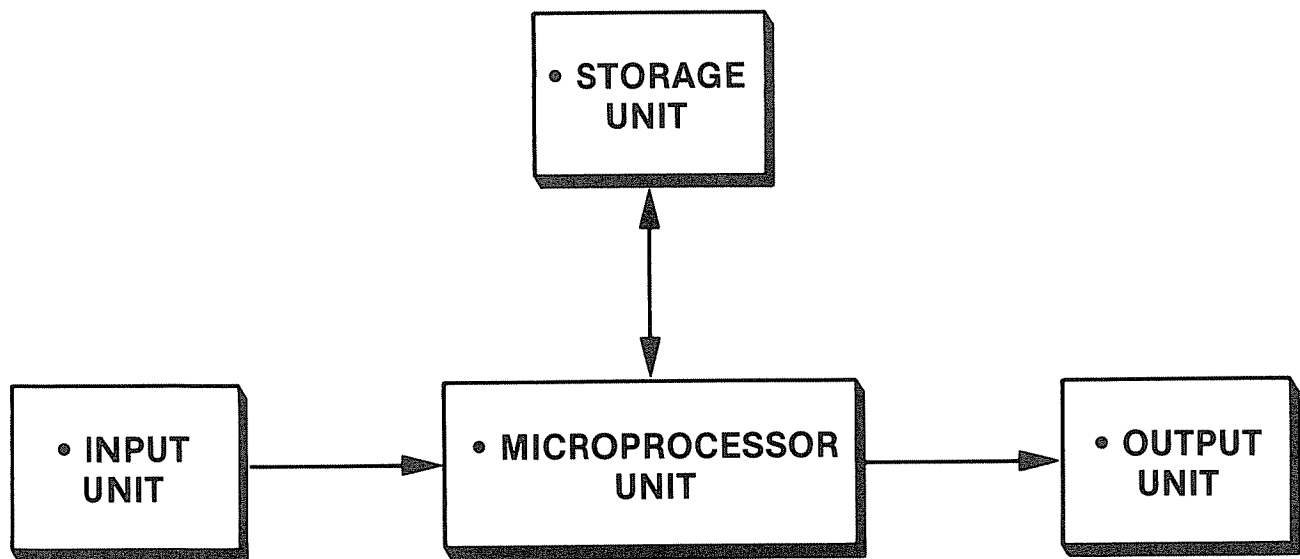 • STORAGE
UNIT
• INPUT
UNIT
• MICROPROCESSOR
UNIT
• OUTPUT
UNIT